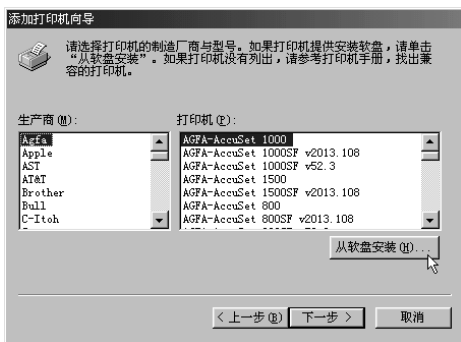 添加打印机向导
请选择打印机的制造厂商与型号。如果打印机提供安装软盘，请单击
“从软盘安装”。如果打印机没有列出，请参考打印机手册，找出兼
容的打印机。
生产商(M):
Agfa
Apple
AST
AT&T
Brother
Bull
C-Itoh
打印机(P):
AGFA-AccuSet 1000
AGFA-AccuSet 1000SF v2013.108
AGFA-AccuSet 1000SF v52.3
AGFA-AccuSet 1500
AGFA-AccuSet 1500SF v2013.108
AGFA-AccuSet 800
AGFA-AccuSet 800SF v2013.108
从软盘安装(H)...
<上一步(B)
下一步 >
取消